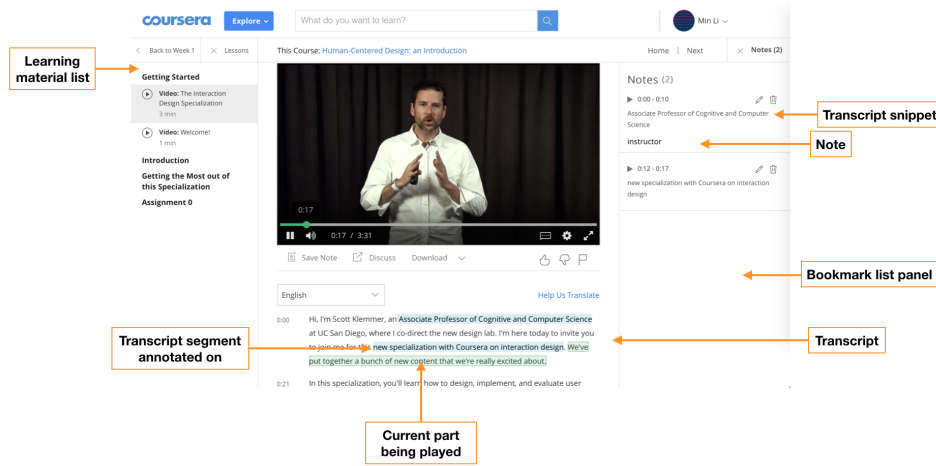 coursera
Explore
What do you want to learn?
Min Li
Back to Week 1
Lessons
This Course: Human-Centered Design: an Introduction
Home | Next
Notes (2)
Learning
material list
Getting Started
Video: The Interaction
Design Specialization
3 min
Video: Welcome!
1 min
Introduction
Getting the Most out of
this Specialization
Assignment 0
0:17
0:17 / 3:31
Save Note
Discuss
Download
English
Help Us Translate
0:00
Hi, I'm Scott Klemmer, an Associate Professor of Cognitive and Computer Science
at UC San Diego, where I co-direct the new design lab. I'm here today to invite you
to join me for this new specialization with Coursera on interaction design. We've
put together a bunch of new content that we're really excited about.
0:21
In this specialization, you'll learn how to design, implement, and evaluate user
Notes (2)
0:00 - 0:10
Associate Professor of Cognitive and Computer
Science
instructor
0:12 - 0:17
new specialization with Coursera on interaction
design
Transcript snippet
Note
Bookmark list panel
Transcript
Transcript segment
annotated on
Current part
being played